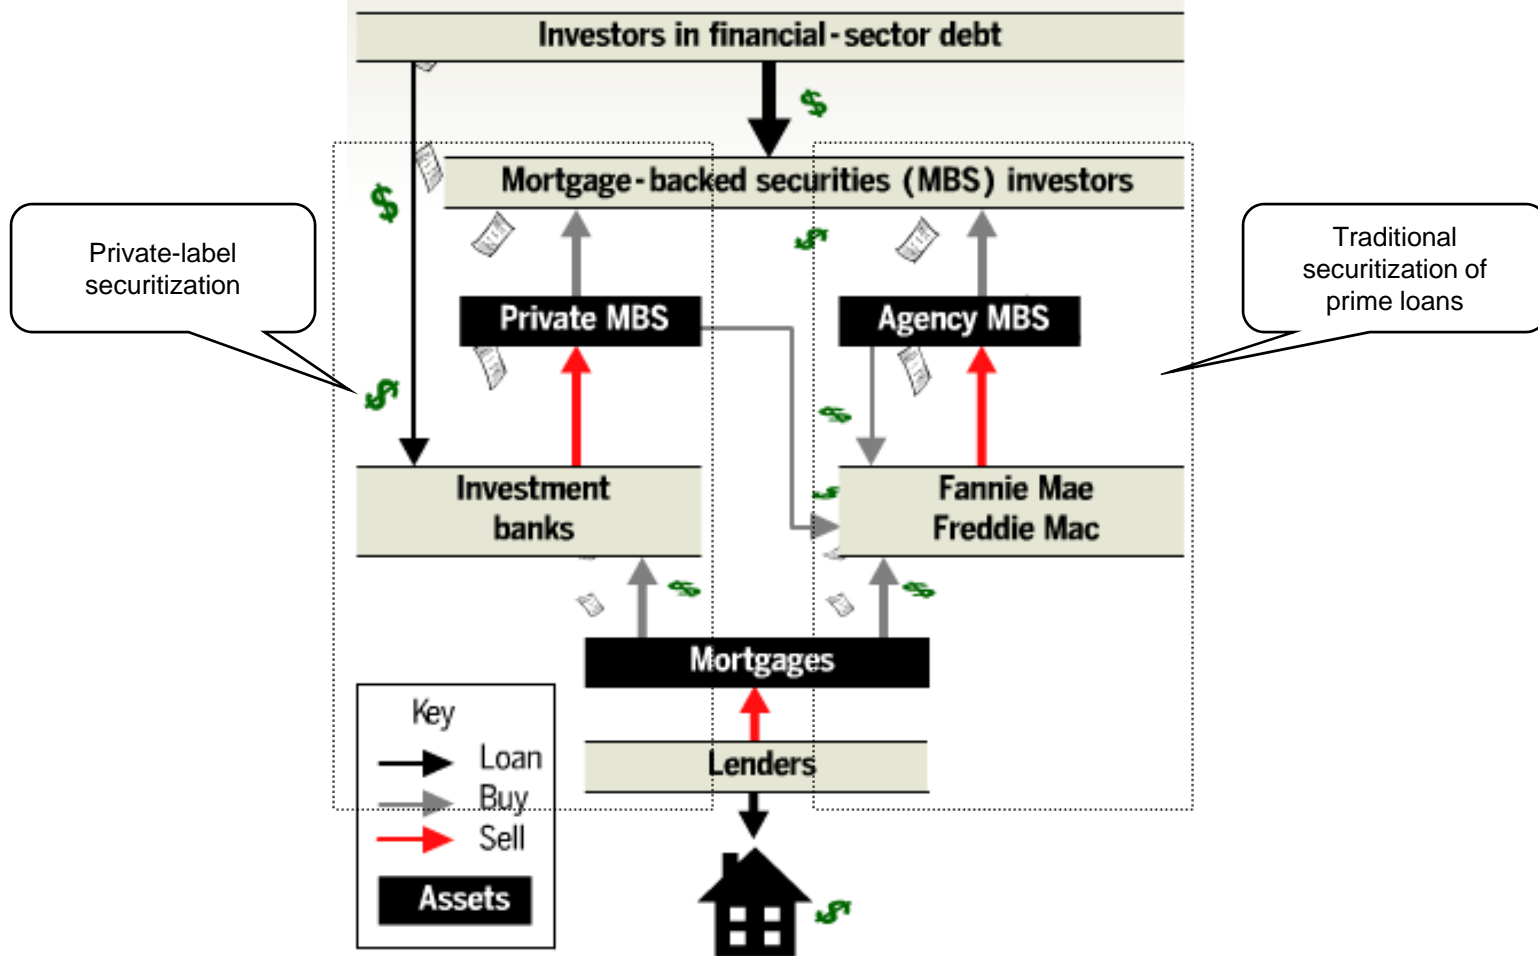 Investors in financial-sector debt
$
Mortgage-backed securities (MBS) investors
$
$
Private-label
securitization
Traditional
securitization of
prime loans
Private MBS
Agency MBS
$
$
Investment
banks
Fannie Mae
Freddie Mac
$
$
$
Mortgages
Key
Loan
Buy
Sell
Assets
Lenders
$